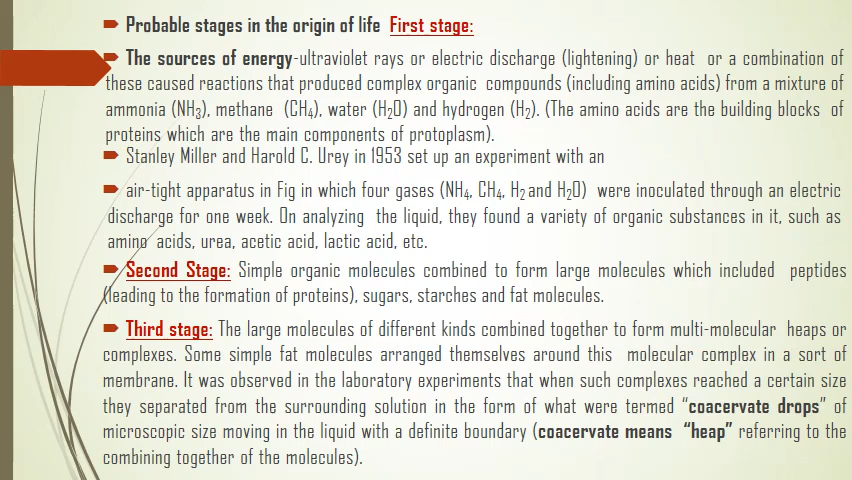 Probable stages in the origin of life First stage:
The sources of energy-ultraviolet rays or electric discharge (lightening) or heat or a combination of
these caused reactions that produced complex organic compounds (including amino acids) from a mixture of
ammonia (NH3), methane (CH4), water (H2O) and hydrogen (H2). (The amino acids are the building blocks of
proteins which are the main components of protoplasm).
Stanley Miller and Harold C. Urey in 1953 set up an experiment with an
air-tight apparatus in Fig in which four gases (NH4, CH4, H2 and H2O) were inoculated through an electric
discharge for one week. On analyzing the liquid, they found a variety of organic substances in it, such as
amino acids, urea, acetic acid, lactic acid, etc.
Second Stage: Simple organic molecules combined to form large molecules which included peptides
(leading to the formation of proteins), sugars, starches and fat molecules.
Third stage: The large molecules of different kinds combined together to form multi-molecular heaps or
complexes. Some simple fat molecules arranged themselves around this molecular complex in a sort of
membrane. It was observed in the laboratory experiments that when such complexes reached a certain size
they separated from the surrounding solution in the form of what were termed “coacervate drops” of
microscopic size moving in the liquid with a definite boundary (coacervate means “heap” referring to the
combining together of the molecules).